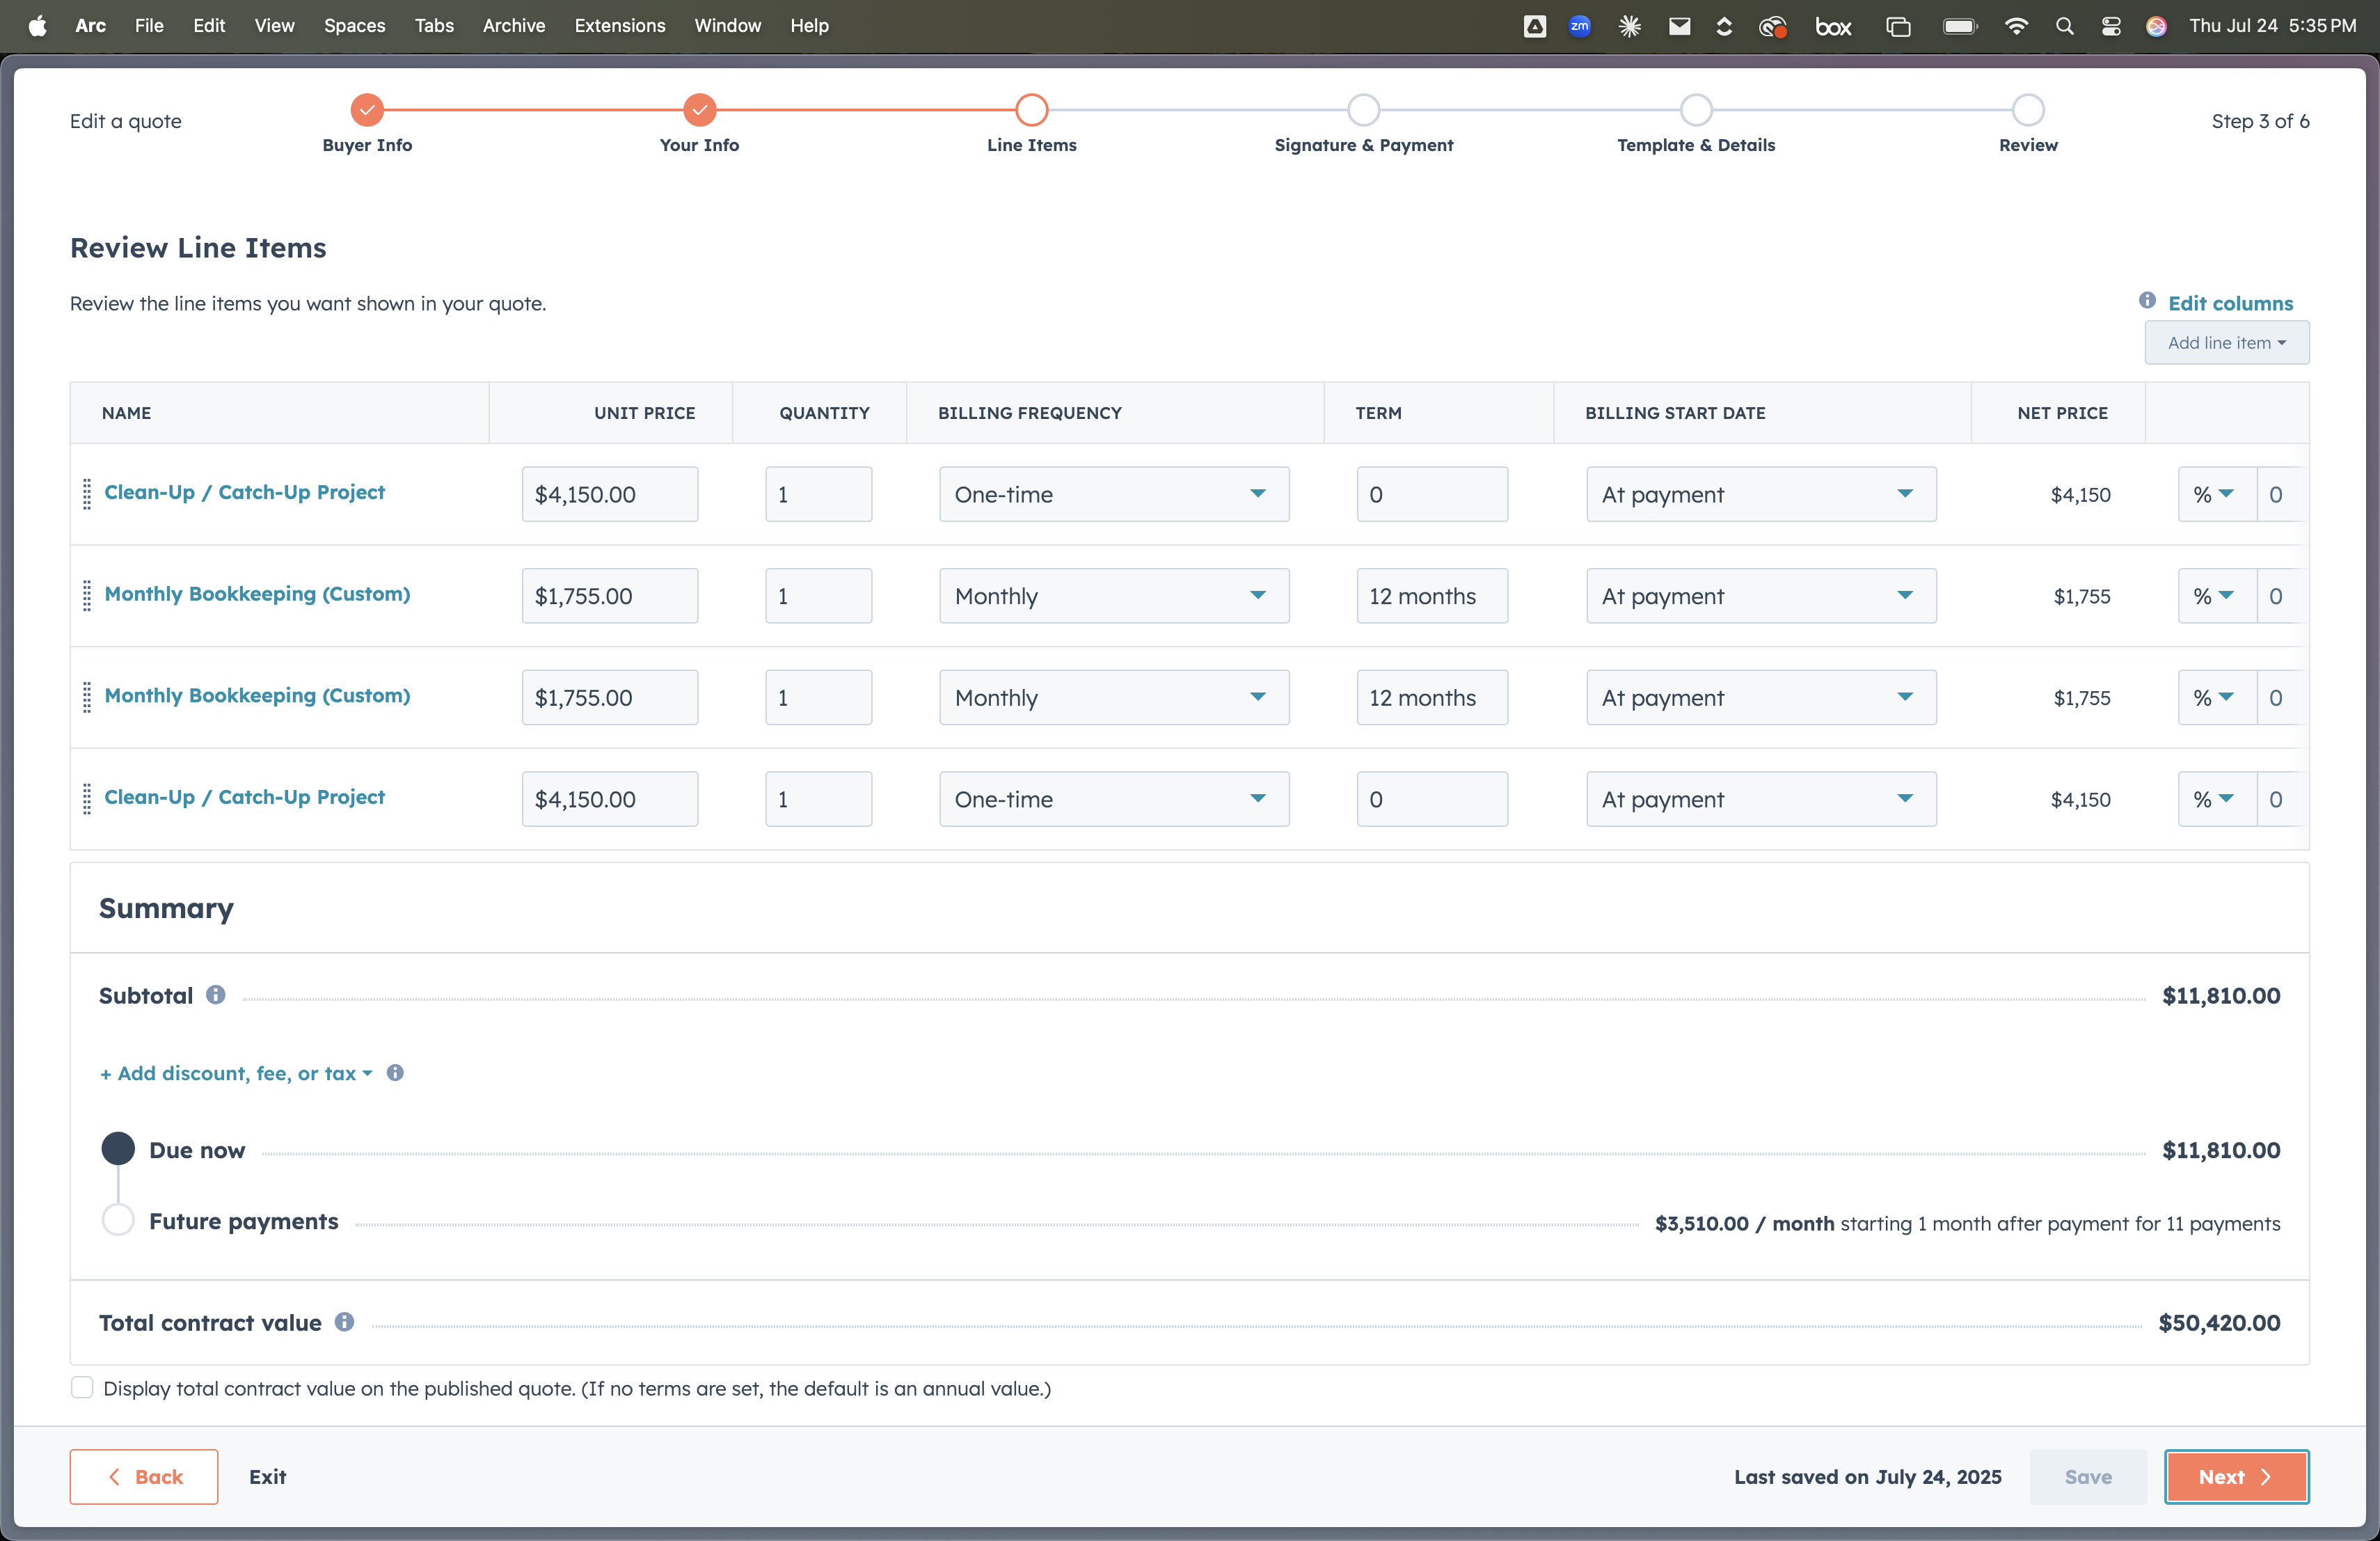 Arc File Edit View Spaces Tabs Archive Extensions Window Help zm box Thu Jul 24 5:35 PM
Edit a quote
Buyer Info
Your Info
Line Items
Signature & Payment
Template & Details
Review
Step 3 of 6
Review Line Items
Review the line items you want shown in your quote.
Edit columns
Add line item
NAME UNIT PRICE QUANTITY BILLING FREQUENCY TERM BILLING START DATE NET PRICE
Clean-Up / Catch-Up Project $4,150.00 1 One-time 0 At payment $4,150 % 0
Monthly Bookkeeping (Custom) $1,755.00 1 Monthly 12 months At payment $1,755 % 0
Monthly Bookkeeping (Custom) $1,755.00 1 Monthly 12 months At payment $1,755 % 0
Clean-Up / Catch-Up Project $4,150.00 1 One-time 0 At payment $4,150 % 0
Summary
Subtotal $11,810.00
+ Add discount, fee, or tax
Due now $11,810.00
Future payments $3,510.00 / month starting 1 month after payment for 11 payments
Total contract value $50,420.00
Display total contract value on the published quote. (If no terms are set, the default is an annual value.)
Back Exit Last saved on July 24, 2025 Save Next